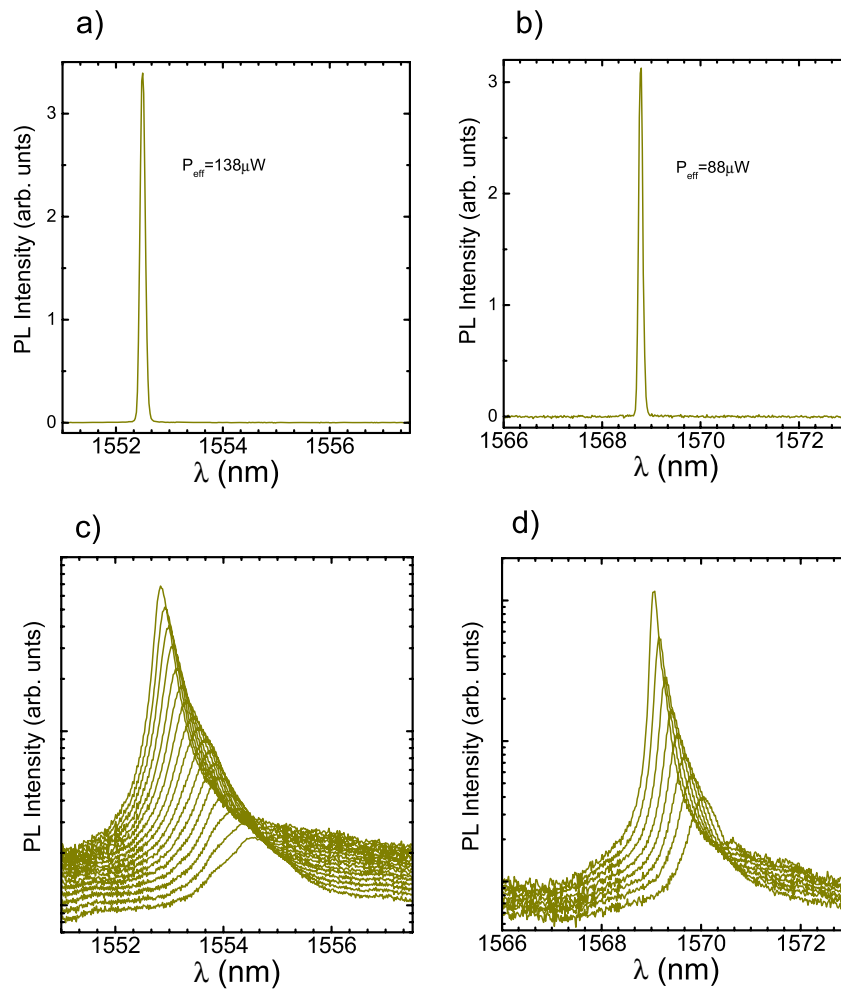 a)
PL Intensity (arb. unts)
3
2
1
0
P_eff=138μW
1552 1554 1556
λ (nm)
b)
PL Intensity (arb. unts)
3
2
1
0
P_eff=88μW
1566 1568 1570 1572
λ (nm)
c)
PL Intensity (arb. unts)
1552 1554 1556
λ (nm)
d)
PL Intensity (arb. unts)
1566 1568 1570 1572
λ (nm)